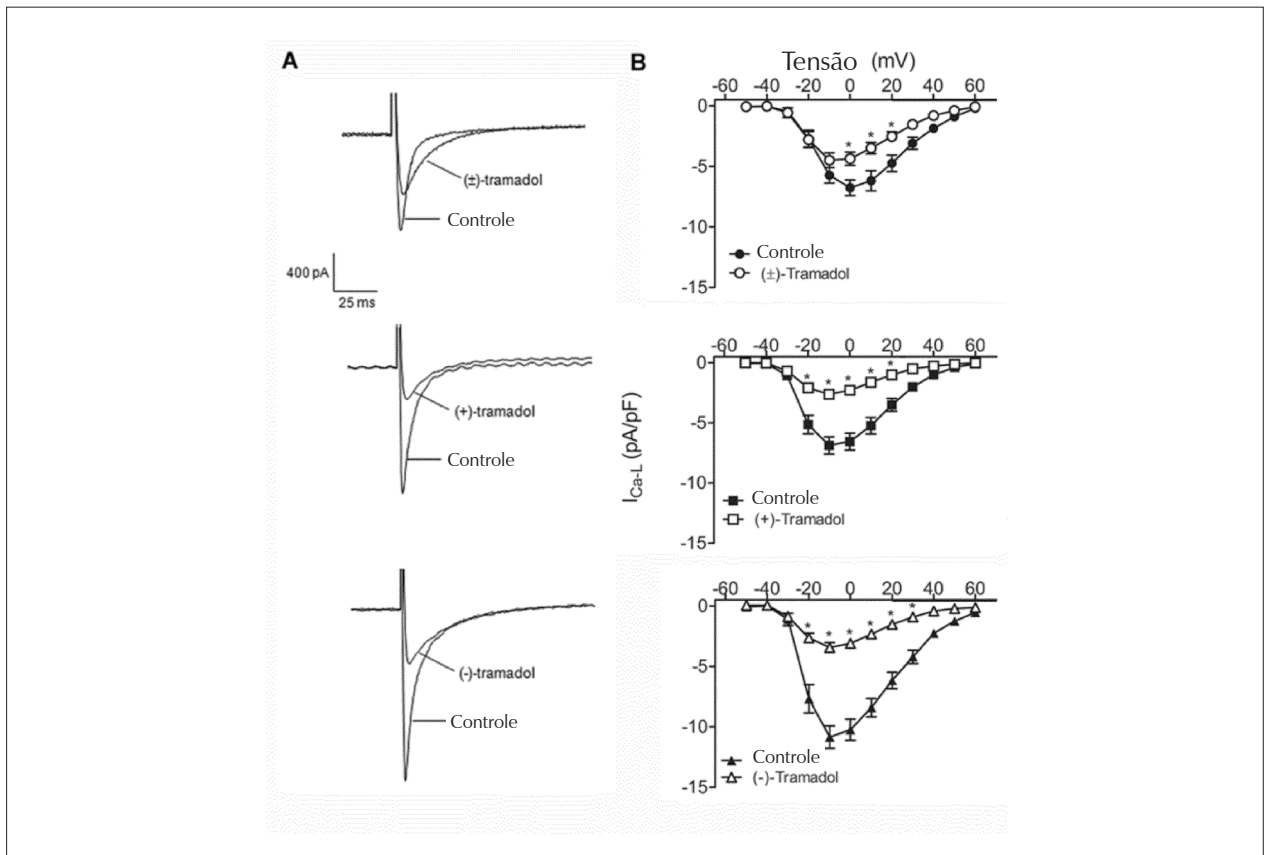 A
(±)-tramadol
Controle
400 pA
25 ms
(+)-tramadol
Controle
(-)-tramadol
Controle
B
Tensão (mV)
-60 -40 -20 0 20 40 60
0
-5
-10
-15
* * *
Controle
(±)-Tramadol
-60 -40 -20 0 20 40 60
0
-5
-10
-15
* * * * *
I Ca-L (pA/pF)
Controle
(+)-Tramadol
-60 -40 -20 0 20 40 60
0
-5
-10
-15
* * * * * *
Controle
(-)-Tramadol